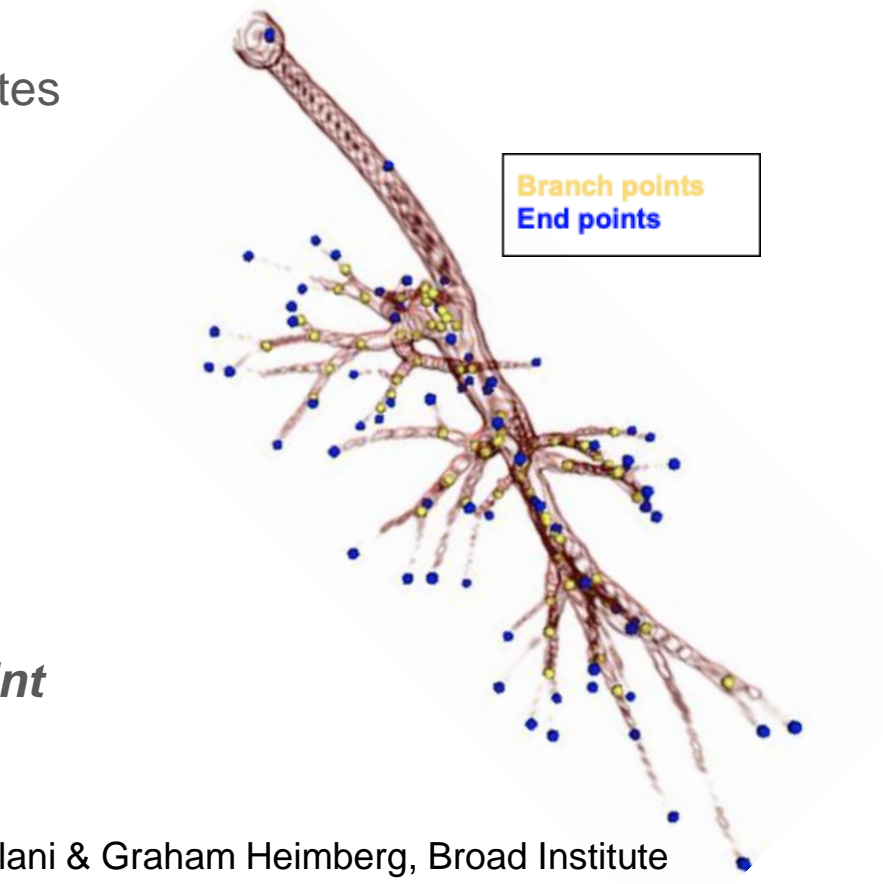 tes
Branch points
End points
nt
lani & Graham Heimberg, Broad Institute